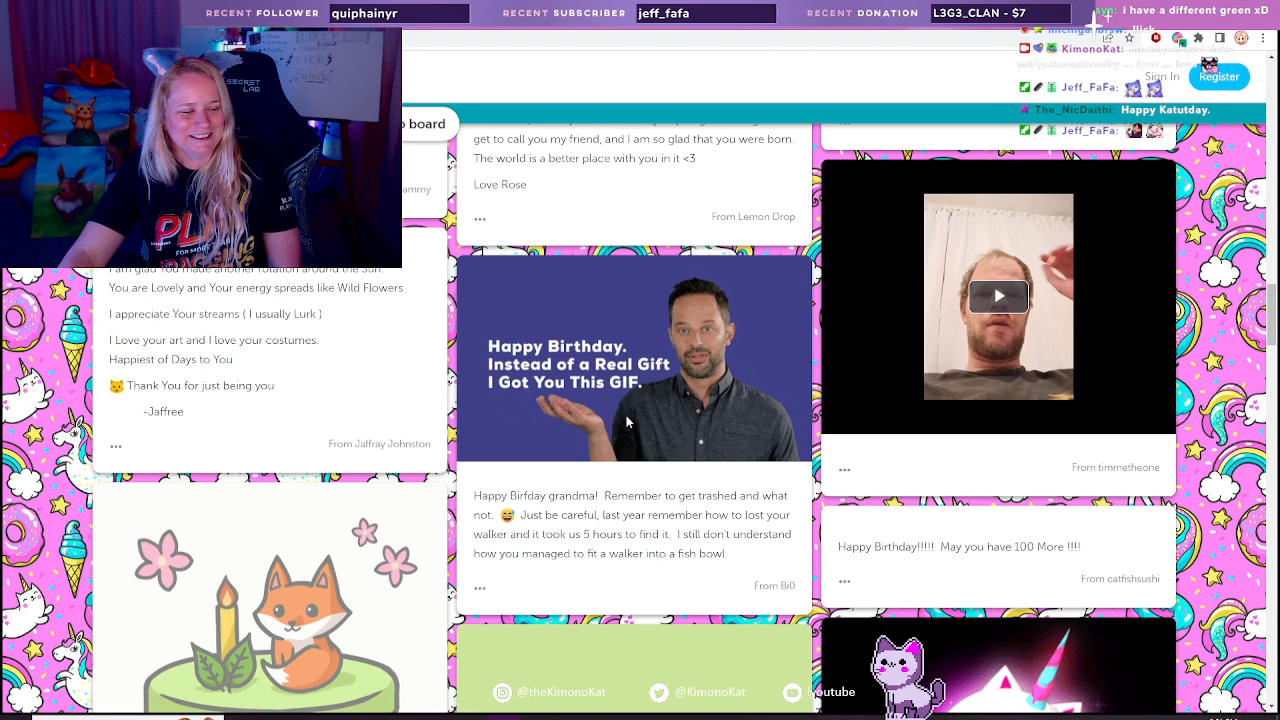 RECENT FOLLOWER quiphainyr RECENT SUBSCRIBER jeff_fafa RECENT DONATION L3G3_CLAN - $7
i have a different green xD
KimonoKat:
Sign In Register
Jeff_FaFa:
The_NicDaithi: Happy Katutday.
Jeff_FaFa:
board
SECRET LAB
ammy
I am glad You made another rotation around the Sun.
You are Lovely and Your energy spreads like Wild Flowers
I appreciate Your streams ( I usually Lurk )
I Love your art and I love your costumes.
Happiest of Days to You
Thank You for just being you
-Jaffree
From Jaffray Johnston
get to call you my friend, and I am so glad that you were born.
The world is a better place with you in it <3
Love Rose
From Lemon Drop
Happy Birthday.
Instead of a Real Gift
I Got You This GIF.
Happy Birfday grandma! Remember to get trashed and what
not. Just be careful, last year remember how to lost your
walker and it took us 5 hours to find it. I still don't understand
how you managed to fit a walker into a fish bowl.
From Bi0
From timmetheone
Happy Birthday!!!!! May you have 100 More !!!!
From catfishsushi
@theKimonoKat @KimonoKat youtube